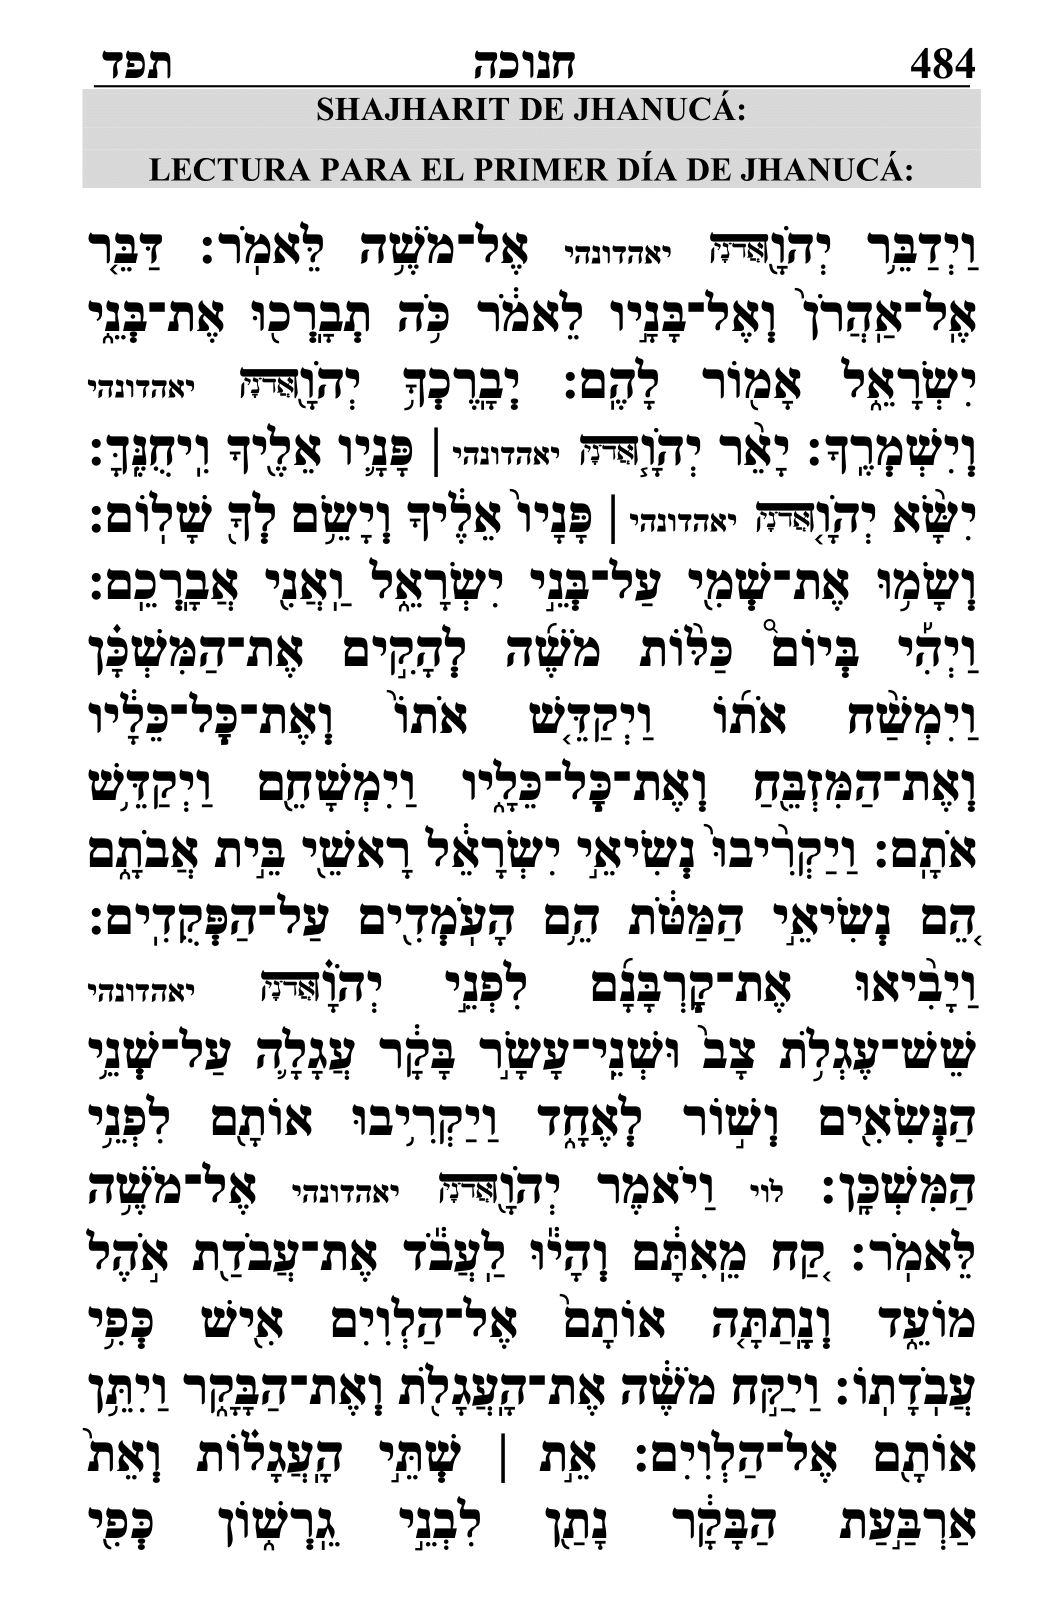 תפד חנוכה 484
SHAJHARIT DE JHANUCÁ:
LECTURA PARA EL PRIMER DÍA DE JHANUCÁ:
וַיְדַבֵּ֥ר יְהֹוָ֖אֲדֹנָי יאהדונהי אֶל־מֹשֶׁ֥ה לֵּאמֹֽר׃ דַּבֵּ֤ר
אֶֽל־אַהֲרֹן֙ וְאֶל־בָּנָ֣יו לֵאמֹ֔ר כֹּ֥ה תְבָרְכ֖וּ אֶת־בְּנֵ֣י
יִשְׂרָאֵ֑ל אָמ֖וֹר לָהֶֽם׃ יְבָרֶכְךָ֥ יְהֹוָ֖אֲדֹנָי יאהדונהי
וְיִשְׁמְרֶֽךָ׃ יָאֵ֨ר יְהֹוָ֧אֲדֹנָי יאהדונהי | פָּנָ֛יו אֵלֶ֖יךָ וִֽיחֻנֶּֽךָּ׃
יִשָּׂ֨א יְהֹוָ֤אֲדֹנָי יאהדונהי | פָּנָיו֙ אֵלֶ֔יךָ וְיָשֵׂ֥ם לְךָ֖ שָׁלֽוֹם׃
וְשָׂמ֥וּ אֶת־שְׁמִ֖י עַל־בְּנֵ֣י יִשְׂרָאֵ֑ל וַֽאֲנִ֖י אֲבָרְכֵֽם׃
וַיְהִ֡י בְּיוֹם֩ כַּלּ֨וֹת מֹשֶׁ֜ה לְהָקִ֣ים אֶת־הַמִּשְׁכָּ֗ן
וַיִּמְשַׁ֨ח אֹת֜וֹ וַיְקַדֵּ֤שׁ אֹתוֹ֙ וְאֶת־כָּל־כֵּלָ֔יו
וְאֶת־הַמִּזְבֵּ֖חַ וְאֶת־כָּל־כֵּלָ֑יו וַיִּמְשָׁחֵ֖ם וַיְקַדֵּ֥שׁ
אֹתָֽם׃ וַיַּקְרִ֙יבוּ֙ נְשִׂיאֵ֣י יִשְׂרָאֵ֔ל רָאשֵׁ֖י בֵּ֣ית אֲבֹתָ֑ם
הֵ֚ם נְשִׂיאֵ֣י הַמַּטֹּ֔ת הֵ֥ם הָעֹֽמְדִ֖ים עַל־הַפְּקֻדִֽים׃
וַיָּבִ֨יאוּ אֶת־קָרְבָּנָ֜ם לִפְנֵ֣י יְהֹוָ֗אֲדֹנָי יאהדונהי
שֵׁשׁ־עֶגְלֹ֥ת צָב֙ וּשְׁנֵֽי־עָשָׂ֣ר בָּקָ֔ר עֲגָלָ֛ה עַל־שְׁנֵ֥י
הַנְּשִׂאִ֖ים וְשׁ֣וֹר לְאֶחָ֑ד וַיַּקְרִ֥יבוּ אוֹתָ֖ם לִפְנֵ֥י
הַמִּשְׁכָּֽן׃ לוי וַיֹּאמֶר יְהֹוָ֖אֲדֹנָי יאהדונהי אֶל־מֹשֶׁ֥ה
לֵּאמֹֽר׃ קַ֚ח מֵֽאִתָּ֔ם וְהָי֕וּ לַֽעֲבֹ֕ד אֶת־עֲבֹדַ֖ת אֹ֣הֶל
מוֹעֵ֑ד וְנָֽתַתָּ֤ה אוֹתָם֙ אֶל־הַלְוִיִּ֔ם אִ֖ישׁ כְּפִ֥י
עֲבֹֽדָתֽוֹ׃ וַיִּקַּ֣ח מֹשֶׁ֔ה אֶת־הָֽעֲגָלֹ֖ת וְאֶת־הַבָּקָ֑ר וַיִּתֵּ֥ן
אוֹתָ֖ם אֶל־הַלְוִיִּֽם׃ אֵ֣ת | שְׁתֵּ֣י הָֽעֲגָל֗וֹת וְאֵת֙
אַרְבַּ֣עַת הַבָּקָ֔ר נָתַ֖ן לִבְנֵ֣י גֵֽרְשׁ֑וֹן כְּפִ֖י